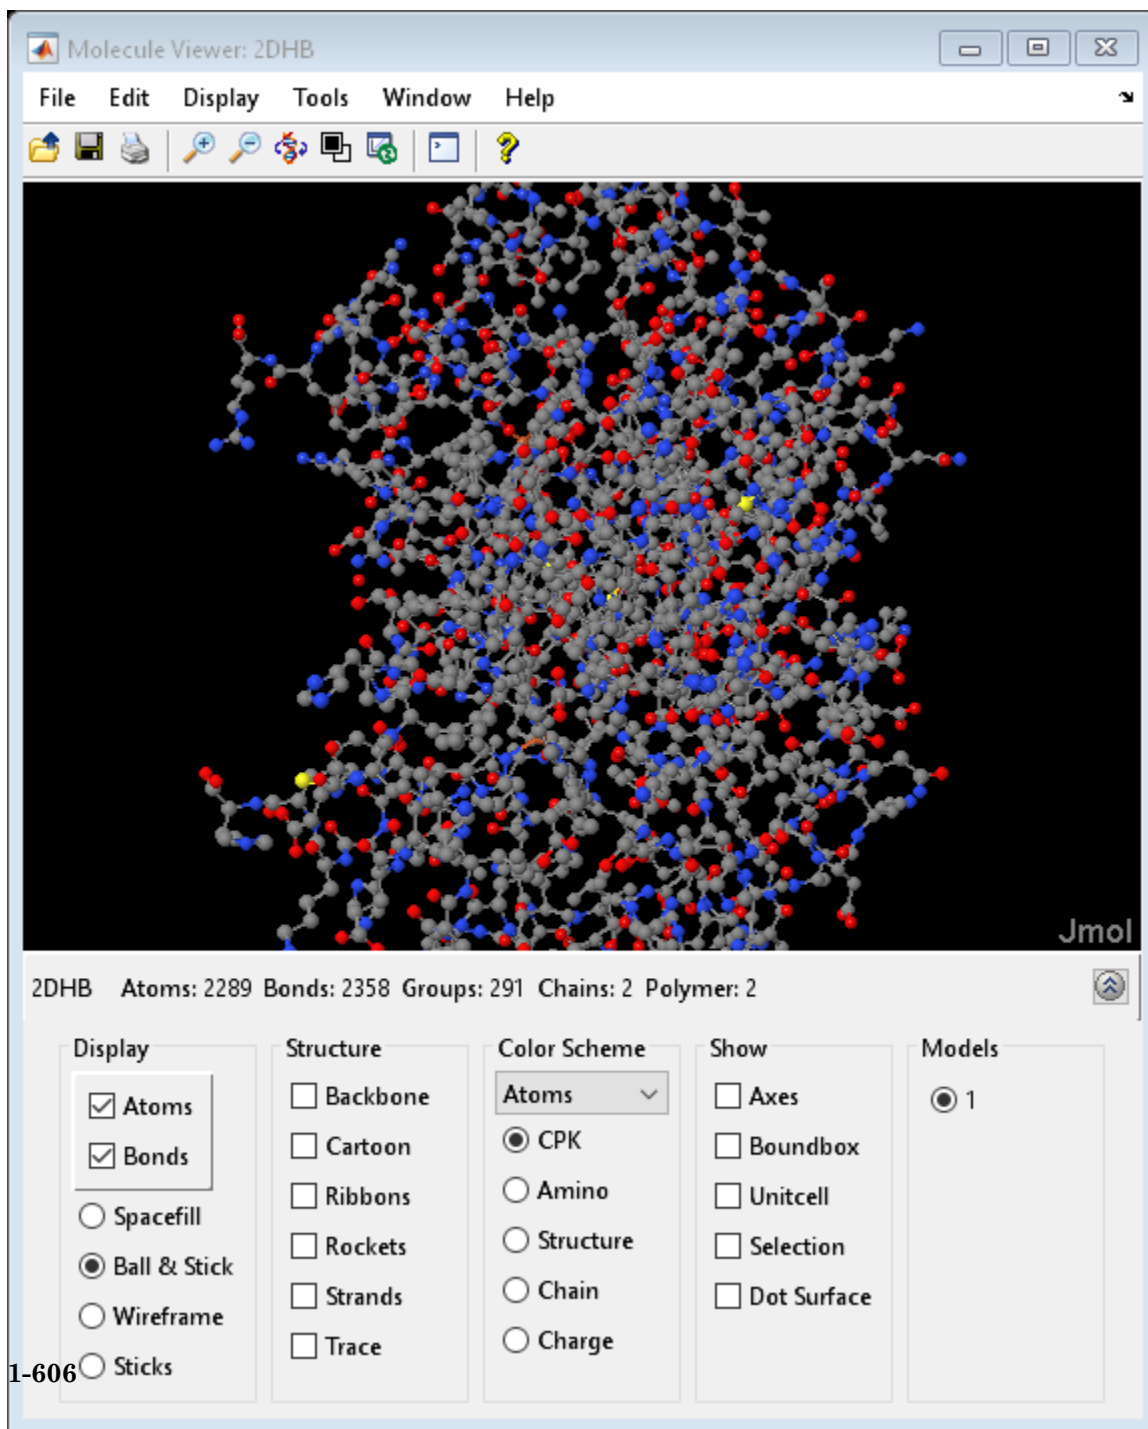 Molecule Viewer: 2DHB
File Edit Display Tools Window Help
Jmol
2DHB Atoms: 2289 Bonds: 2358 Groups: 291 Chains: 2 Polymer: 2
Display Structure Color Scheme Show Models
Atoms Backbone Atoms Axes 1
Bonds Cartoon CPK Boundbox
Spacefill Ribbons Amino Unitcell
Ball & Stick Rockets Structure Selection
Wireframe Strands Chain Dot Surface
Sticks Trace Charge
1-606